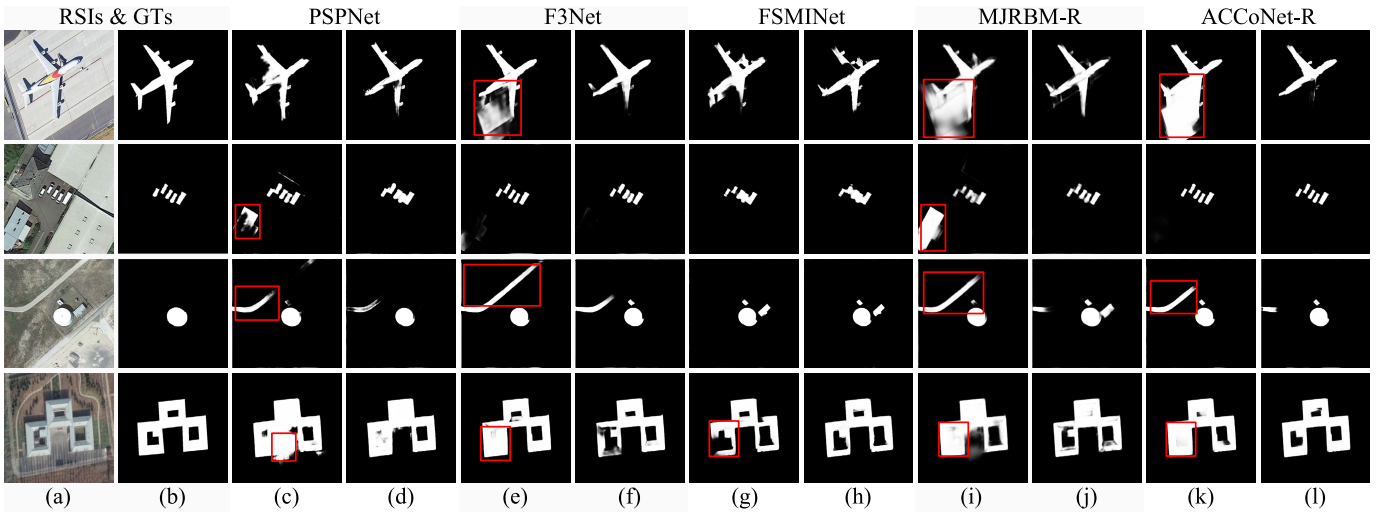 RSIs & GTs PSPNet F3Net FSMINet MJRBM-R ACCoNet-R
(a) (b) (c) (d) (e) (f) (g) (h) (i) (j) (k) (l)